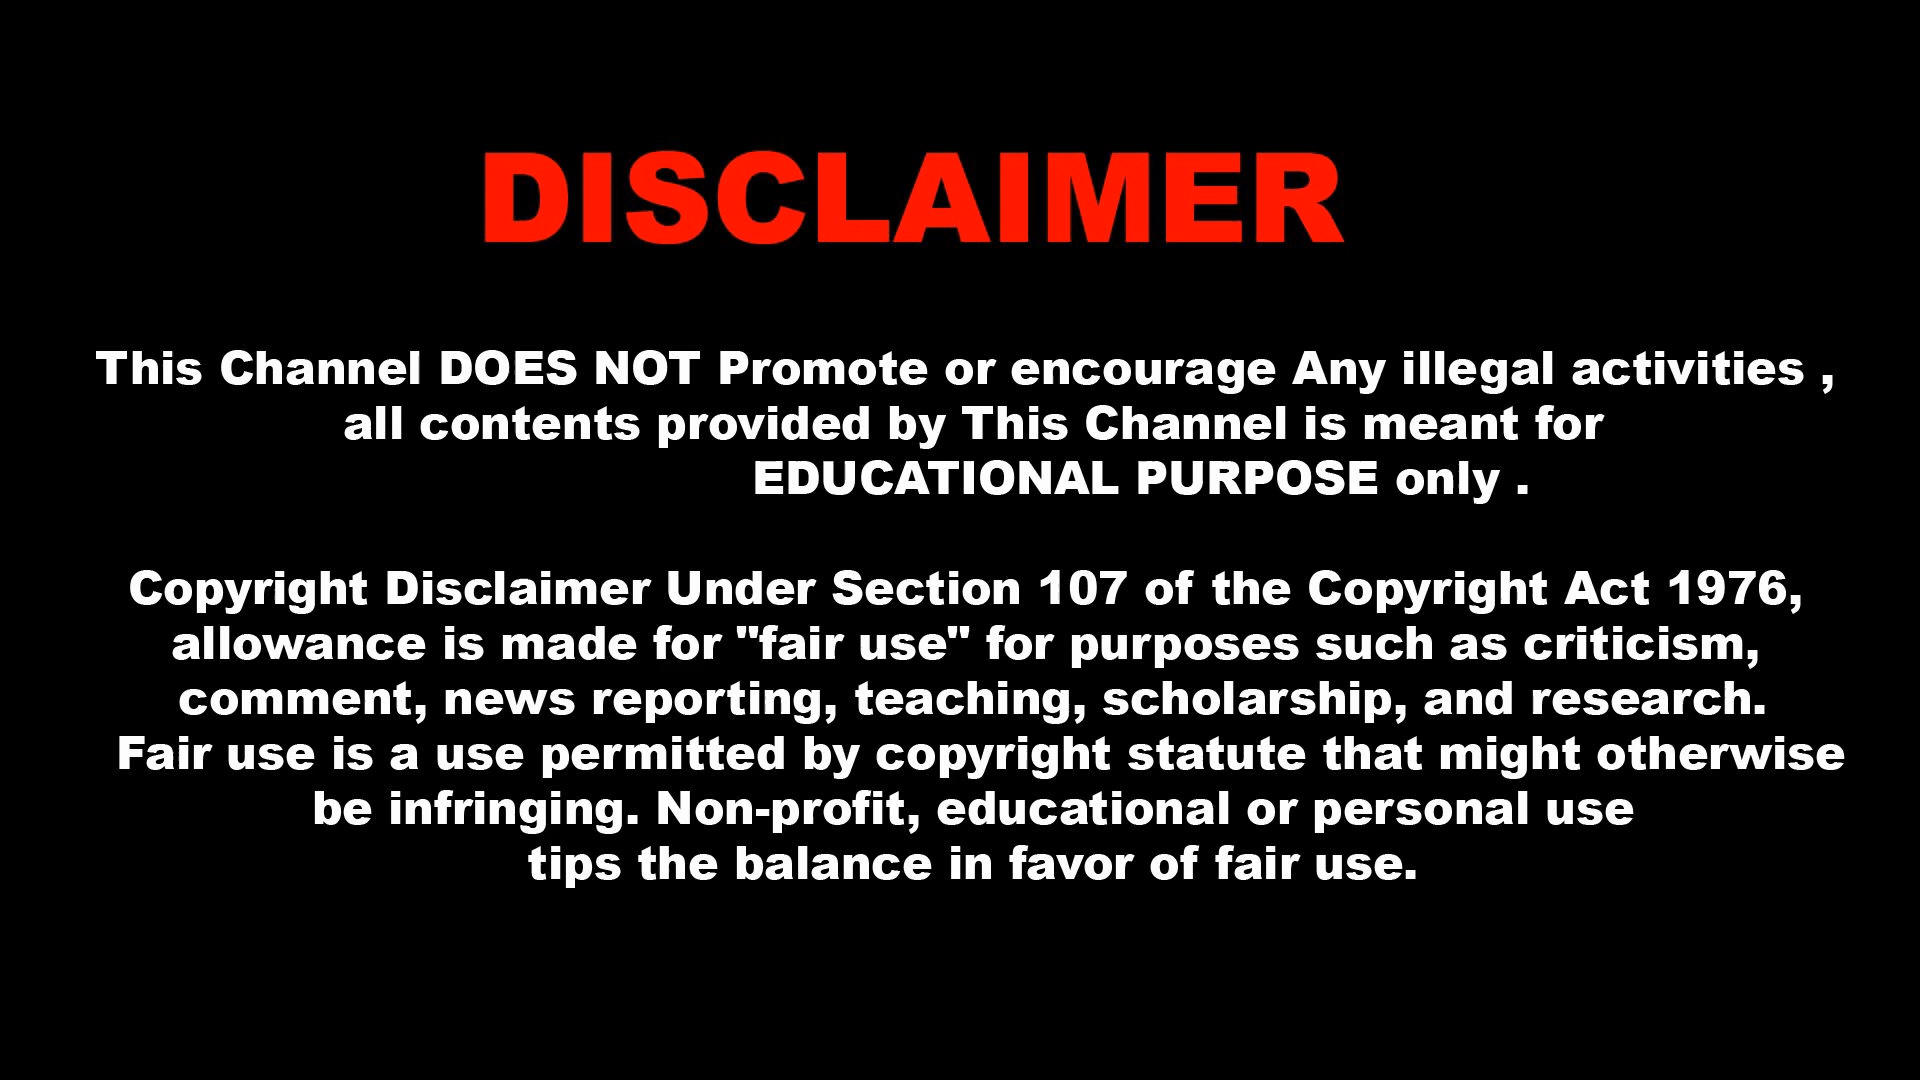 DISCLAIMER
This Channel DOES NOT Promote or encourage Any illegal activities ,
all contents provided by This Channel is meant for
EDUCATIONAL PURPOSE only .
Copyright Disclaimer Under Section 107 of the Copyright Act 1976,
allowance is made for "fair use" for purposes such as criticism,
comment, news reporting, teaching, scholarship, and research.
Fair use is a use permitted by copyright statute that might otherwise
be infringing. Non-profit, educational or personal use
tips the balance in favor of fair use.